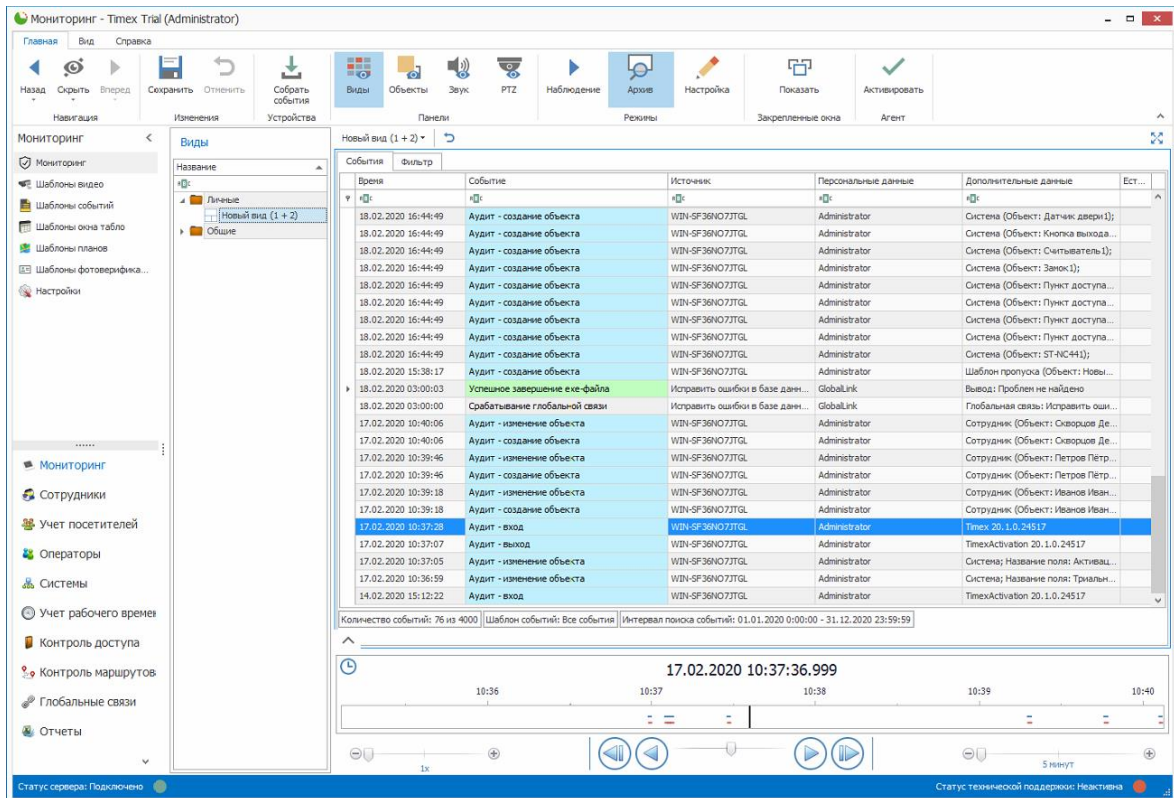 Мониторинг - Timex Trial (Administrator)
Главная Вид Справка
Назад Скрыть Вперед Сохранить Отменить Собрать события Виды Объекты Звук PTZ Наблюдение Архив Настройка Показать Активировать
Навигация Изменения Устройства Панели Режимы Закрепленные окна Агент
Мониторинг
Мониторинг
Шаблоны видео
Шаблоны событий
Шаблоны окна табло
Шаблоны планов
Шаблоны фотоверифика...
Настройки
Мониторинг
Сотрудники
Учет посетителей
Операторы
Системы
Учет рабочего времен
Контроль доступа
Контроль маршрутов
Глобальные связи
Отчеты
Виды
Название
Личные
Новый вид (1 + 2)
Общие
Новый вид (1 + 2)
События Фильтр
Время Событие Источник Персональные данные Дополнительные данные Ест...
18.02.2020 16:44:49 Аудит - создание объекта WIN-SF36NO7JTGL Administrator Система (Объект: Датчик двери1);
18.02.2020 16:44:49 Аудит - создание объекта WIN-SF36NO7JTGL Administrator Система (Объект: Кнопка выхода...
18.02.2020 16:44:49 Аудит - создание объекта WIN-SF36NO7JTGL Administrator Система (Объект: Считыватель1);
18.02.2020 16:44:49 Аудит - создание объекта WIN-SF36NO7JTGL Administrator Система (Объект: Замок1);
18.02.2020 16:44:49 Аудит - создание объекта WIN-SF36NO7JTGL Administrator Система (Объект: Пункт доступа...
18.02.2020 16:44:49 Аудит - создание объекта WIN-SF36NO7JTGL Administrator Система (Объект: Пункт доступа...
18.02.2020 16:44:49 Аудит - создание объекта WIN-SF36NO7JTGL Administrator Система (Объект: Пункт доступа...
18.02.2020 16:44:49 Аудит - создание объекта WIN-SF36NO7JTGL Administrator Система (Объект: Пункт доступа...
18.02.2020 16:44:49 Аудит - создание объекта WIN-SF36NO7JTGL Administrator Система (Объект: ST-NC441);
18.02.2020 15:38:17 Аудит - создание объекта WIN-SF36NO7JTGL Administrator Шаблон пропуска (Объект: Новы...
18.02.2020 03:00:03 Успешное завершение exe-файла Исправить ошибки в базе данн... GlobalLink Вывод: Проблем не найдено
18.02.2020 03:00:00 Срабатывание глобальной связи Исправить ошибки в базе данн... GlobalLink Глобальная связь: Исправить оши...
17.02.2020 10:40:06 Аудит - изменение объекта WIN-SF36NO7JTGL Administrator Сотрудник (Объект: Скворцов Де...
17.02.2020 10:40:06 Аудит - создание объекта WIN-SF36NO7JTGL Administrator Сотрудник (Объект: Скворцов Де...
17.02.2020 10:39:46 Аудит - изменение объекта WIN-SF36NO7JTGL Administrator Сотрудник (Объект: Петров Пётр...
17.02.2020 10:39:46 Аудит - создание объекта WIN-SF36NO7JTGL Administrator Сотрудник (Объект: Петров Пётр...
17.02.2020 10:39:18 Аудит - изменение объекта WIN-SF36NO7JTGL Administrator Сотрудник (Объект: Иванов Иван...
17.02.2020 10:39:18 Аудит - создание объекта WIN-SF36NO7JTGL Administrator Сотрудник (Объект: Иванов Иван...
17.02.2020 10:37:28 Аудит - вход WIN-SF36NO7JTGL Administrator Timex 20.1.0.24517
17.02.2020 10:37:07 Аудит - выход WIN-SF36NO7JTGL Administrator TimexActivation 20.1.0.24517
17.02.2020 10:37:05 Аудит - изменение объекта WIN-SF36NO7JTGL Administrator Система; Название поля: Активац...
17.02.2020 10:36:59 Аудит - изменение объекта WIN-SF36NO7JTGL Administrator Система; Название поля: Триальн...
14.02.2020 15:12:22 Аудит - вход WIN-SF36NO7JTGL Administrator TimexActivation 20.1.0.24517
Количество событий: 76 из 4000 Шаблон событий: Все события Интервал поиска событий: 01.01.2020 0:00:00 - 31.12.2020 23:59:59
17.02.2020 10:37:36.999
10:36 10:37 10:38 10:39 10:40
1x 5 минут
Статус сервера: Подключено Статус технической поддержки: Неактивна